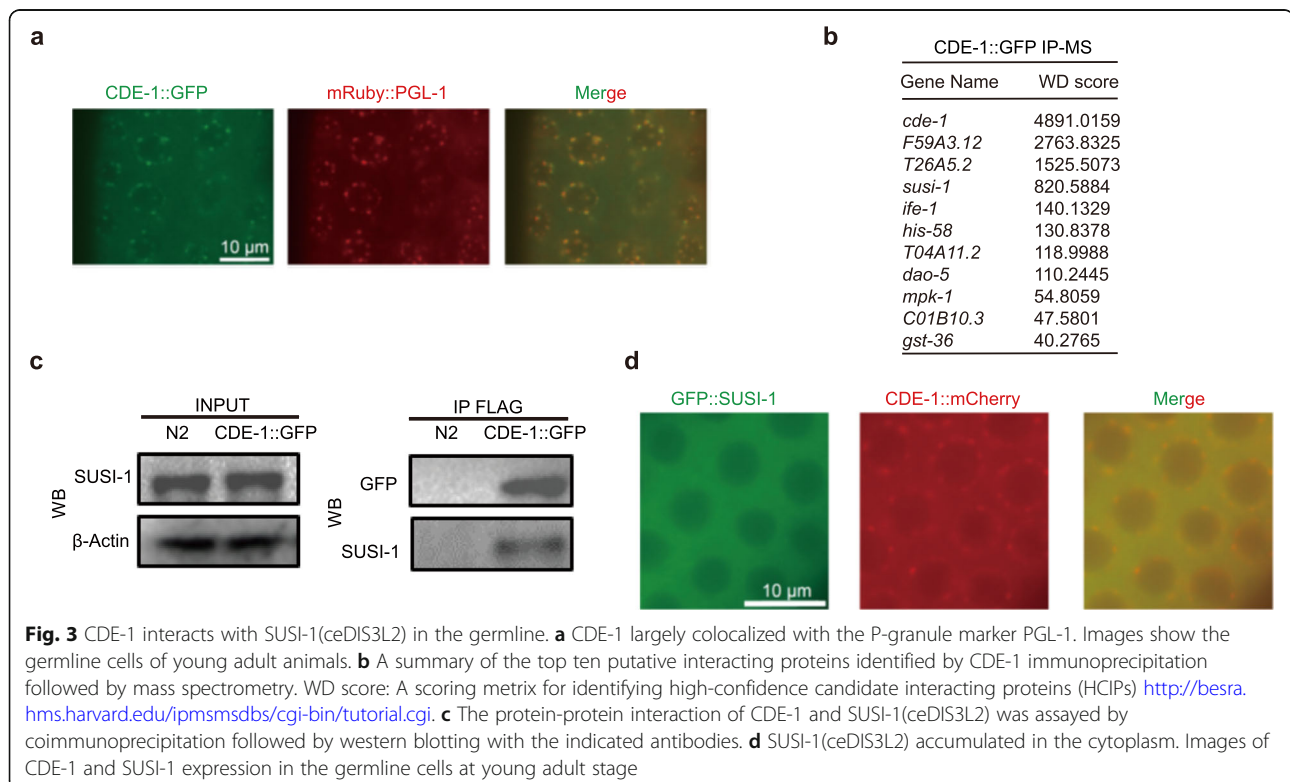 a
CDE-1::GFP
mRuby::PGL-1
Merge
10 µm
b
CDE-1::GFP IP-MS
Gene Name WD score
cde-1 4891.0159
F59A3.12 2763.8325
T26A5.2 1525.5073
susi-1 820.5884
ife-1 140.1329
his-58 130.8378
T04A11.2 118.9988
dao-5 110.2445
mpk-1 54.8059
C01B10.3 47.5801
gst-36 40.2765
c
INPUT
N2 CDE-1::GFP
WB
SUSI-1
β-Actin
IP FLAG
N2 CDE-1::GFP
WB
GFP
SUSI-1
d
GFP::SUSI-1
CDE-1::mCherry
Merge
10 µm
Fig. 3 CDE-1 interacts with SUSI-1(ceDIS3L2) in the germline. a CDE-1 largely colocalized with the P-granule marker PGL-1. Images show the
germline cells of young adult animals. b A summary of the top ten putative interacting proteins identified by CDE-1 immunoprecipitation
followed by mass spectrometry. WD score: A scoring metrix for identifying high-confidence candidate interacting proteins (HCIPs) http://besra.
hms.harvard.edu/ipmsmsdbs/cgi-bin/tutorial.cgi. c The protein-protein interaction of CDE-1 and SUSI-1(ceDIS3L2) was assayed by
coimmunoprecipitation followed by western blotting with the indicated antibodies. d SUSI-1(ceDIS3L2) accumulated in the cytoplasm. Images of
CDE-1 and SUSI-1 expression in the germline cells at young adult stage